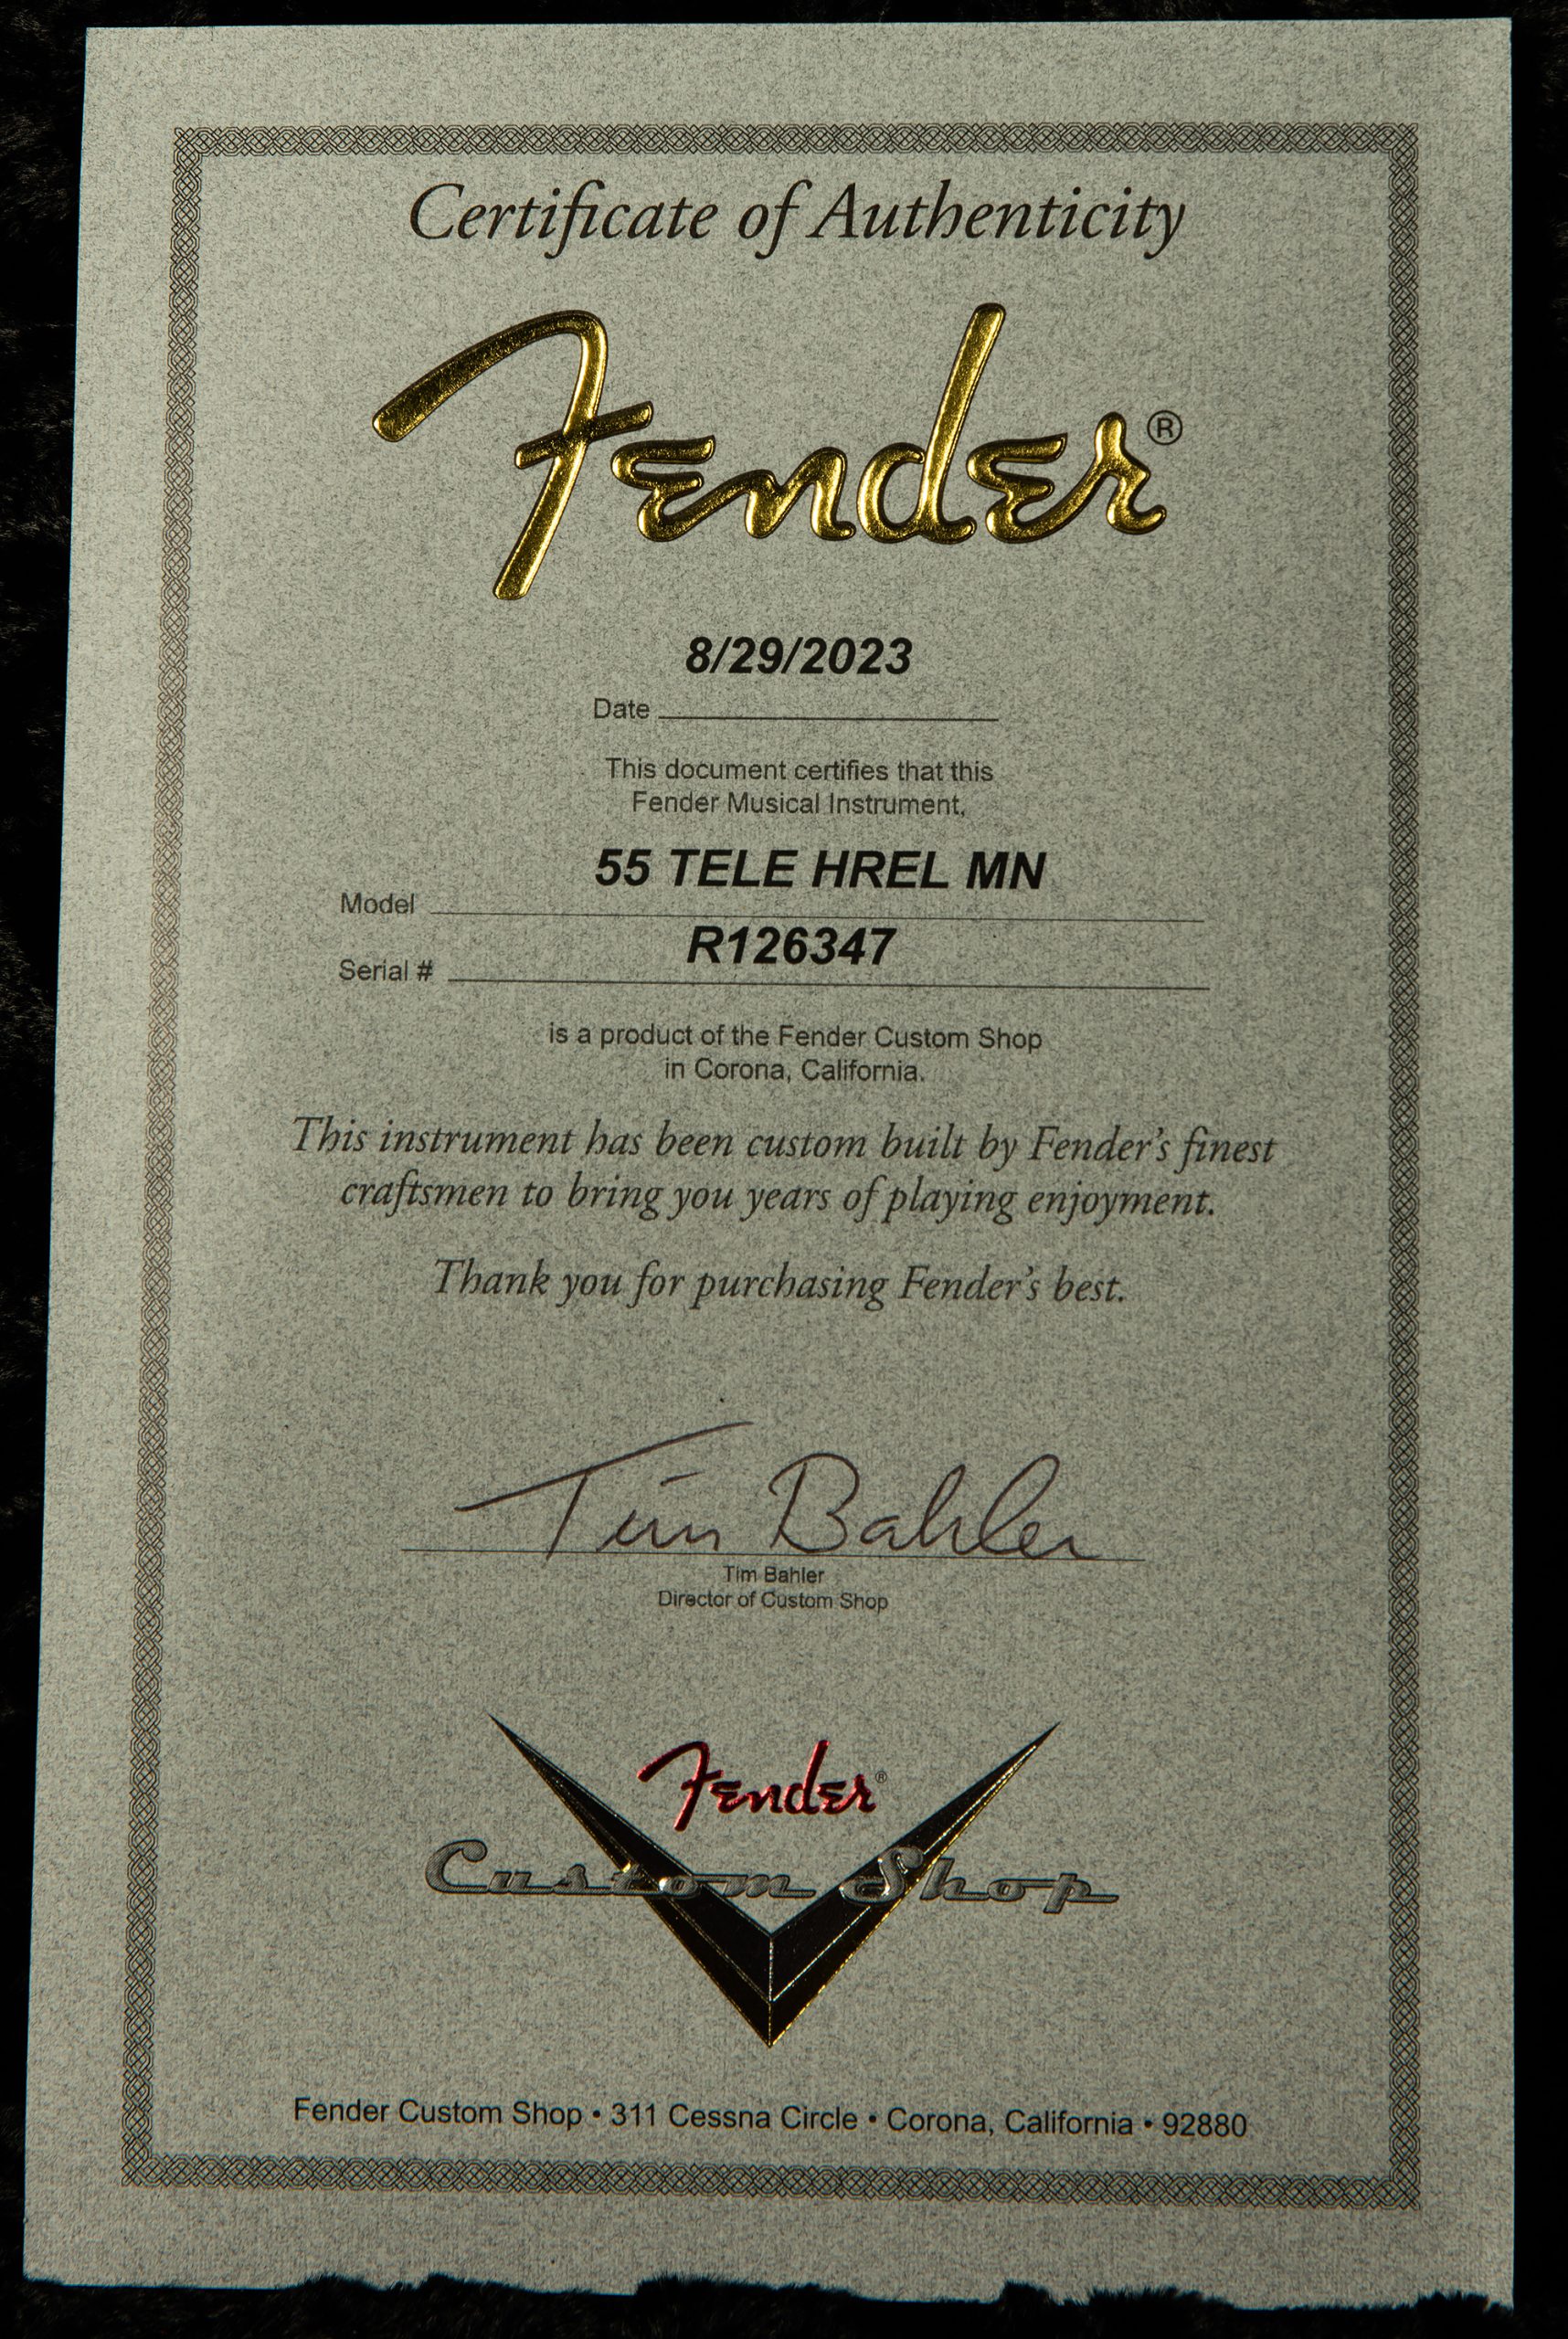 Certificate of Authenticity
Fender®
8/29/2023
Date
This document certifies that this
Fender Musical Instrument,
55 TELE HREL MN
Model
R126347
Serial #
is a product of the Fender Custom Shop
in Corona, California.
This instrument has been custom built by Fender's finest
craftsmen to bring you years of playing enjoyment.
Thank you for purchasing Fender's best.
Tim Bahler
Tim Bahler
Director of Custom Shop
Fender®
Custom Shop
Fender Custom Shop • 311 Cessna Circle • Corona, California • 92880